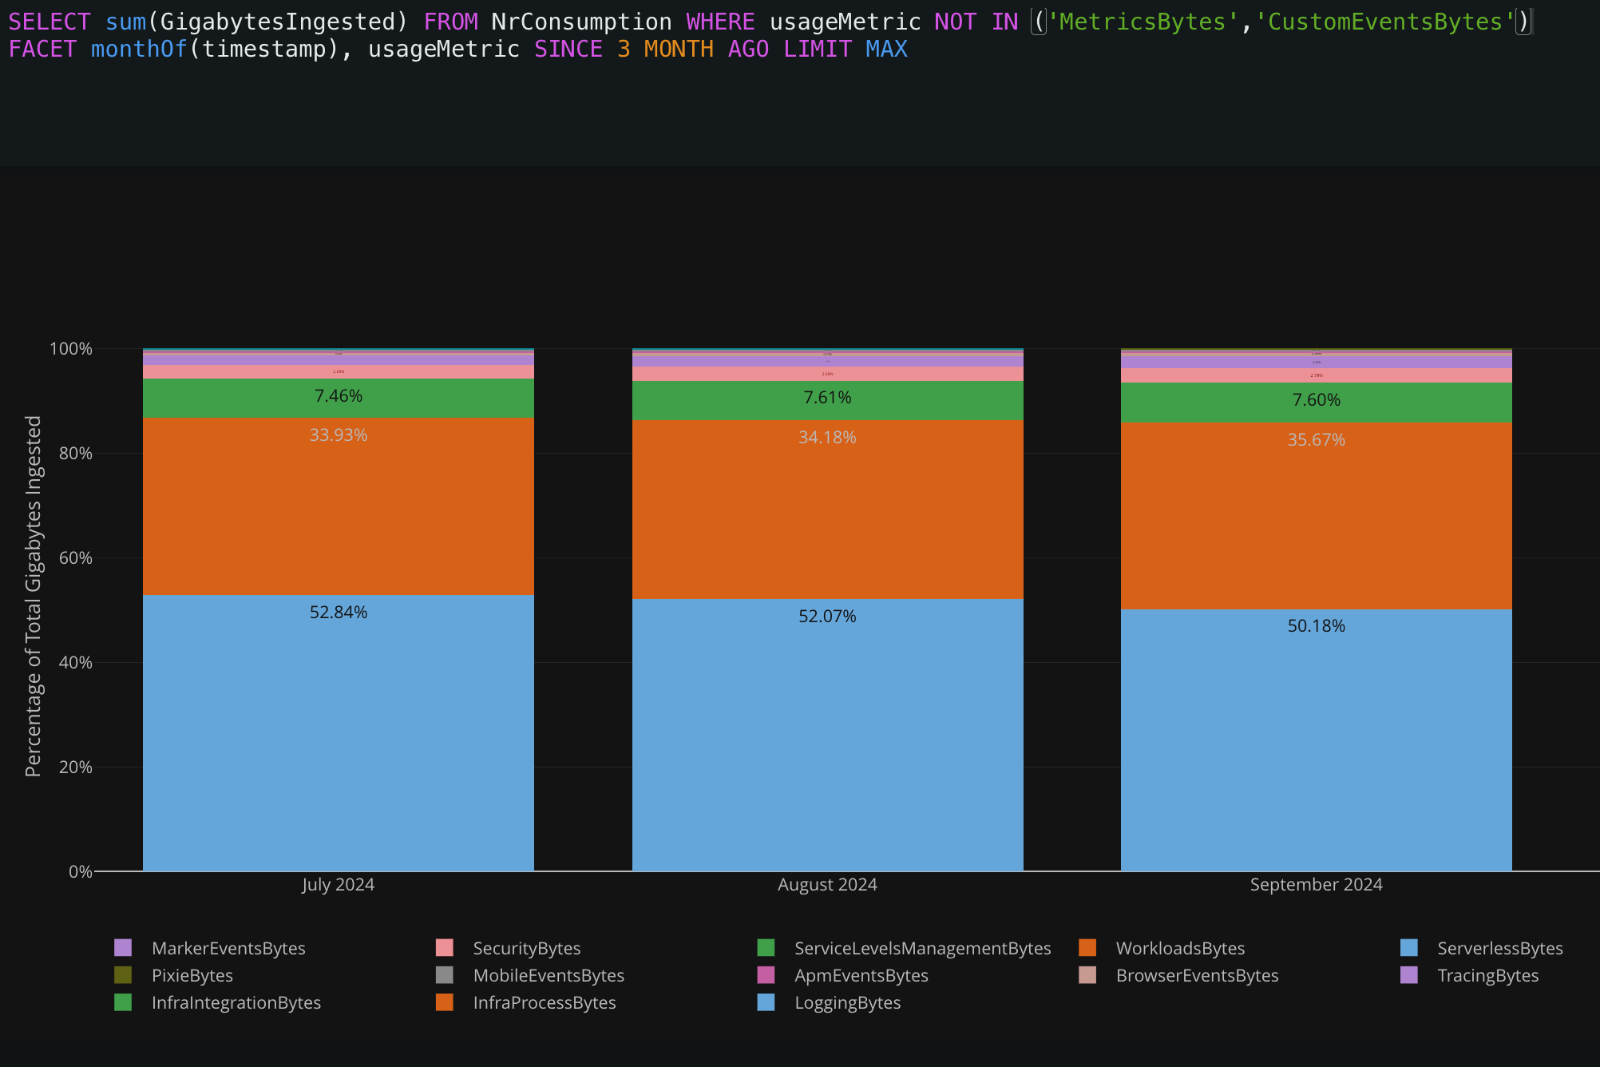 SELECT sum(GigabytesIngested) FROM NrConsumption WHERE usageMetric NOT IN ('MetricsBytes','CustomEventsBytes')
FACET monthOf(timestamp), usageMetric SINCE 3 MONTH AGO LIMIT MAX
Percentage of Total Gigabytes Ingested
100%
80%
60%
40%
20%
0%
7.46%
33.93%
52.84%
7.61%
34.18%
52.07%
7.60%
35.67%
50.18%
July 2024
August 2024
September 2024
MarkerEventsBytes
SecurityBytes
ServiceLevelsManagementBytes
WorkloadsBytes
ServerlessBytes
PixieBytes
MobileEventsBytes
ApmEventsBytes
BrowserEventsBytes
TracingBytes
InfraIntegrationBytes
InfraProcessBytes
LoggingBytes